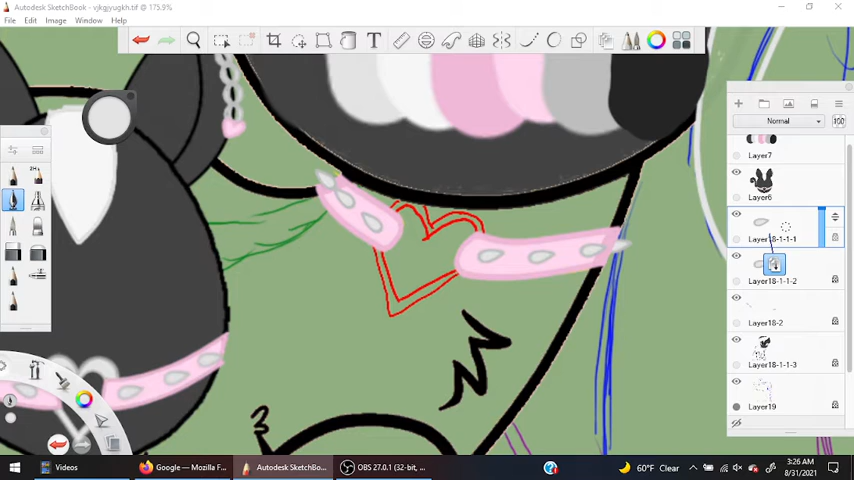 Autodesk SketchBook - vjkgjyugkh.tif @ 175.9%
File Edit Image Window Help
T
Normal 100
Layer7
Layer6
Layer18-1-1-1
Layer18-1-1-2
Layer18-2
Layer18-1-1-3
Layer19
Videos Google — Mozilla F... Autodesk SketchBo... OBS 27.0.1 (32-bit, ... 60°F Clear 3:26 AM
8/31/2021